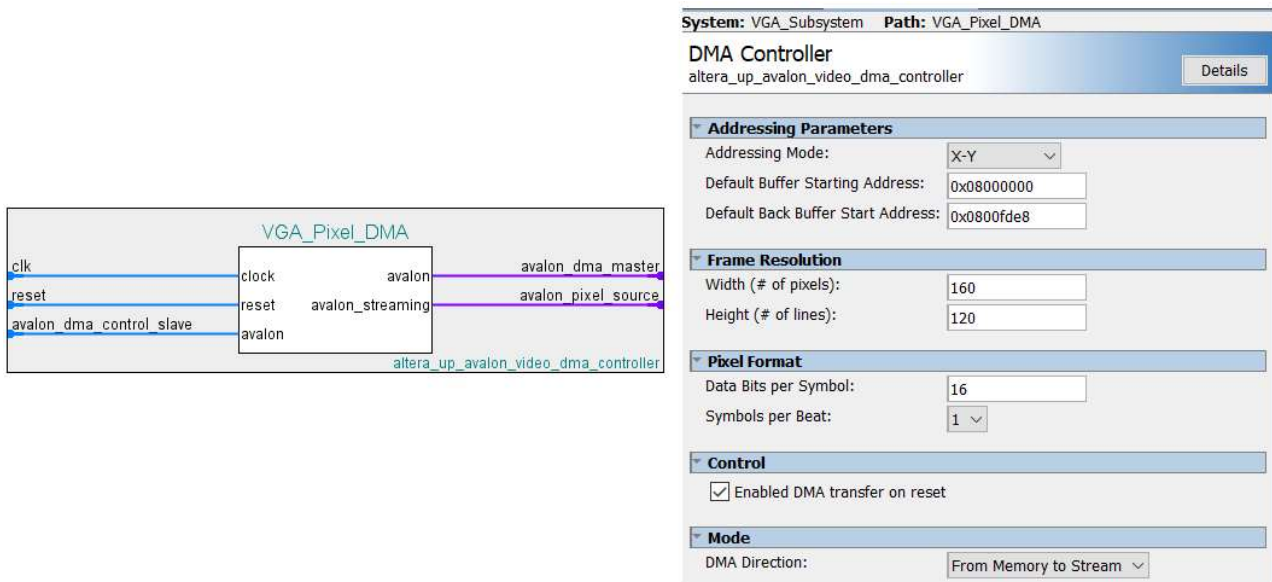 VGA_Pixel_DMA
clk
clock
avalon
avalon_dma_master
reset
reset
avalon_streaming
avalon_pixel_source
avalon_dma_control_slave
avalon
altera_up_avalon_video_dma_controller
System: VGA_Subsystem Path: VGA_Pixel_DMA
DMA Controller
altera_up_avalon_video_dma_controller
Details
Addressing Parameters
Addressing Mode: X-Y
Default Buffer Starting Address: 0x08000000
Default Back Buffer Start Address: 0x0800fde8
Frame Resolution
Width (# of pixels): 160
Height (# of lines): 120
Pixel Format
Data Bits per Symbol: 16
Symbols per Beat: 1
Control
Enabled DMA transfer on reset
Mode
DMA Direction: From Memory to Stream